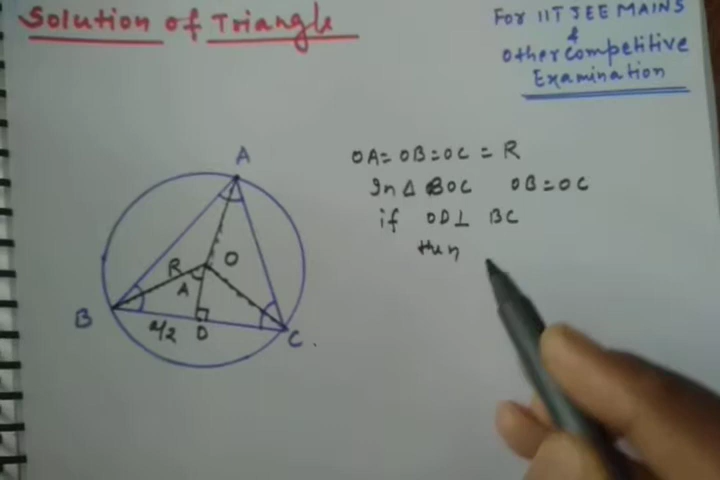 Solution of Triangle
For IIT JEE MAINS
&
Other Competitive
Examination
A
OA = OB = OC = R
In Δ BOC OB = OC
if OD ⊥ BC
then
R O
A
B
a/2 D C.